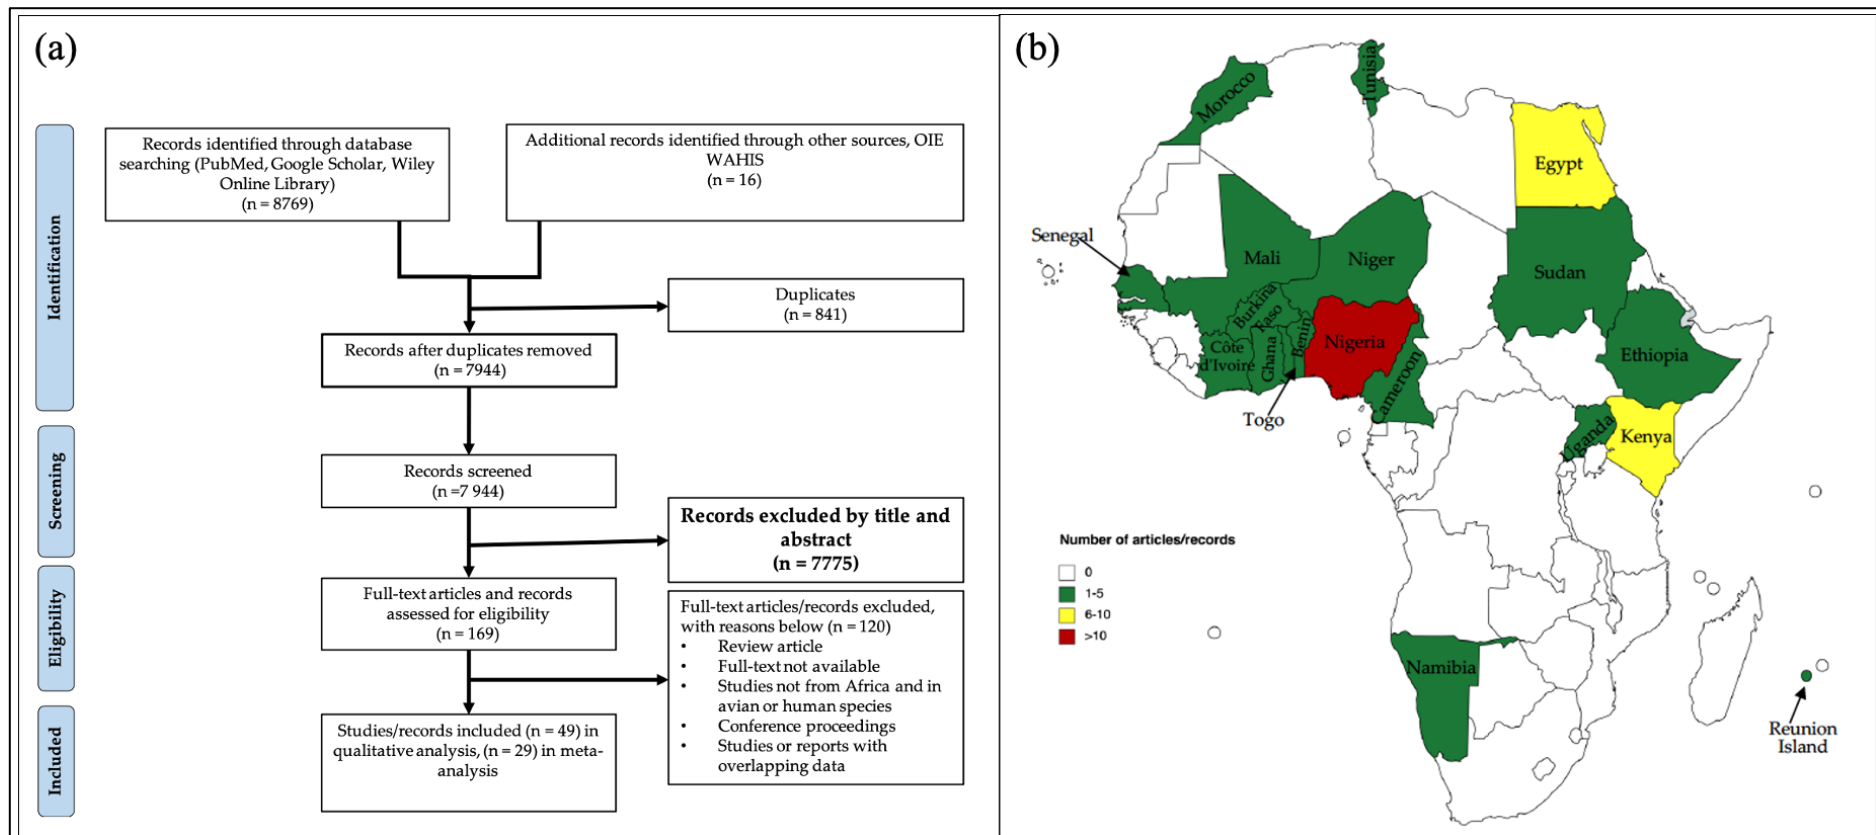 (a)
Identification
Records identified through database
searching (PubMed, Google Scholar, Wiley
Online Library)
(n = 8769)
Additional records identified through other sources, OIE
WAHIS
(n = 16)
Duplicates
(n = 841)
Records after duplicates removed
(n = 7944)
Screening
Records screened
(n =7 944)
Records excluded by title and
abstract
(n = 7775)
Eligibility
Full-text articles and records
assessed for eligibility
(n = 169)
Full-text articles/records excluded,
with reasons below (n = 120)
• Review article
• Full-text not available
• Studies not from Africa and in
avian or human species
• Conference proceedings
• Studies or reports with
overlapping data
Included
Studies/records included (n = 49) in
qualitative analysis, (n = 29) in meta-
analysis
(b)
Morocco
Tunisia
Egypt
Senegal
Mali
Niger
Sudan
Burkina
Faso
Benin
Nigeria
Côte
d'Ivoire
Ghana
Cameroon
Togo
Ethiopia
Uganda
Kenya
Number of articles/records
0
1-5
6-10
>10
Namibia
Reunion
Island